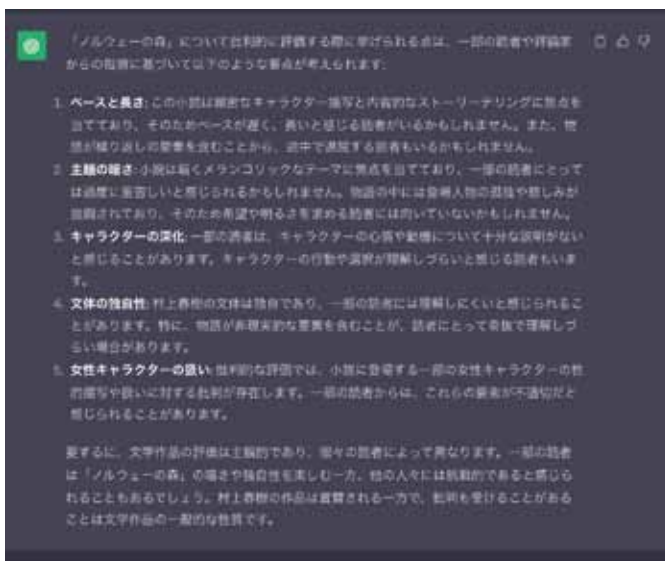 「ノルウェーの森」について批判的に評価する際に挙げられる点は、一部の読者や評論家
からの指摘に基づいて以下のような要点が考えられます:
1. ペースと長さ: この小説は緻密なキャラクター描写と内省的なストーリーテリングに焦点を
当てており、そのためペースが遅く、長いと感じる読者がいるかもしれません。また、物
語が繰り返しの要素を含むことから、途中で退屈する読者もいるかもしれません。
2. 主題の暗さ: 小説は暗くメランコリックなテーマに焦点を当てており、一部の読者にとって
は過度に重苦しいと感じられるかもしれません。物語の中には登場人物の孤独や悲しみが
強調されており、そのため希望や明るさを求める読者には向いていないかもしれません。
3. キャラクターの深化: 一部の読者は、キャラクターの心情や動機について十分な説明がない
と感じることがあります。キャラクターの行動や選択が理解しづらいと感じる読者もいま
す。
4. 文体の独自性: 村上春樹の文体は独自であり、一部の読者には理解しにくいと感じられるこ
とがあります。特に、物語が非現実的な要素を含むことが、読者にとって奇抜で理解しづ
らい場合があります。
5. 女性キャラクターの扱い: 批判的な評価では、小説に登場する一部の女性キャラクターの性
的描写や扱いに対する批判が存在します。一部の読者からは、これらの要素が不適切だと
感じられることがあります。
要するに、文学作品の評価は主観的であり、個々の読者によって異なります。一部の読者
は「ノルウェーの森」の暗さや独自性を楽しむ一方、他の人々には挑戦的であると感じら
れることもあるでしょう。村上春樹の作品は賞賛される一方で、批判も受けることがある
ことは文学作品の一般的な性質です。